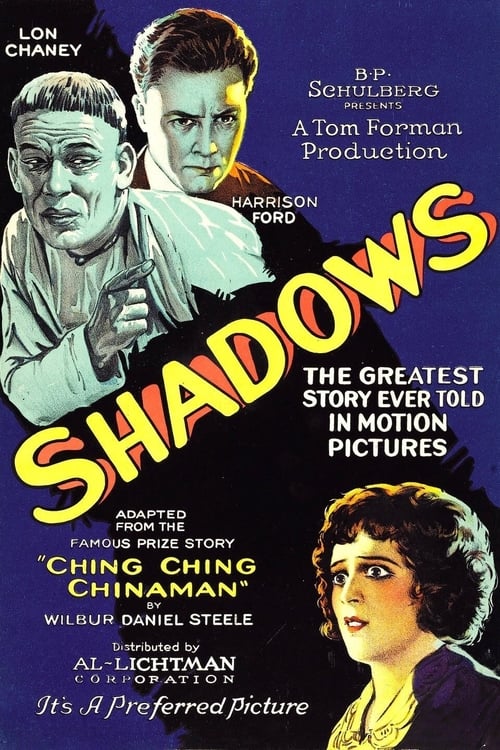 LON
CHANEY
B·P·
SCHULBERG
PRESENTS
A TOM FORMAN
PRODUCTION
HARRISON
FORD
SHADOWS
THE GREATEST
STORY EVER TOLD
IN MOTION
PICTURES
ADAPTED
FROM THE
FAMOUS PRIZE STORY
"CHING CHING
CHINAMAN"
BY
WILBUR DANIEL STEELE
Distributed by
AL-LICHTMAN
CORPORATION
It's A Preferred Picture